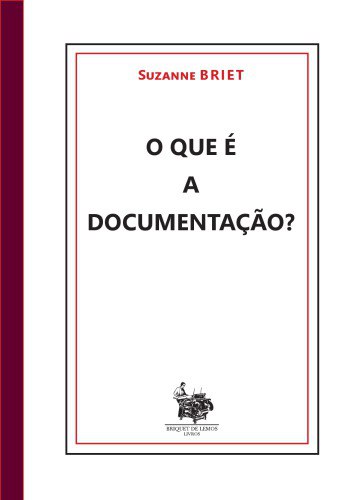 Suzanne BRIET
O QUE É
A
DOCUMENTAÇÃO?
BRIQUET DE LEMOS
LIVROS